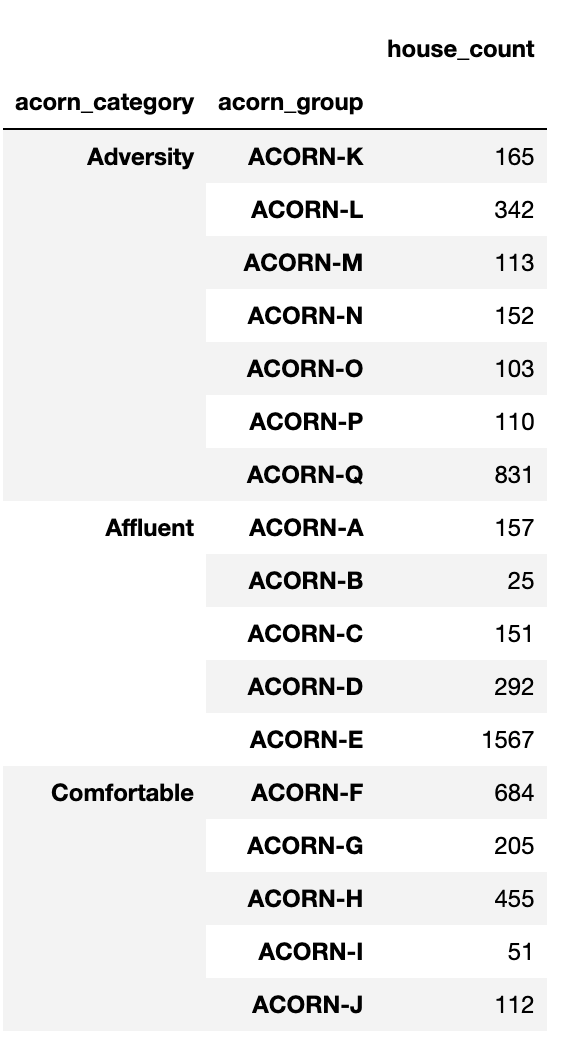 house_count
acorn_category acorn_group
Adversity ACORN-K 165
ACORN-L 342
ACORN-M 113
ACORN-N 152
ACORN-O 103
ACORN-P 110
ACORN-Q 831
Affluent ACORN-A 157
ACORN-B 25
ACORN-C 151
ACORN-D 292
ACORN-E 1567
Comfortable ACORN-F 684
ACORN-G 205
ACORN-H 455
ACORN-I 51
ACORN-J 112